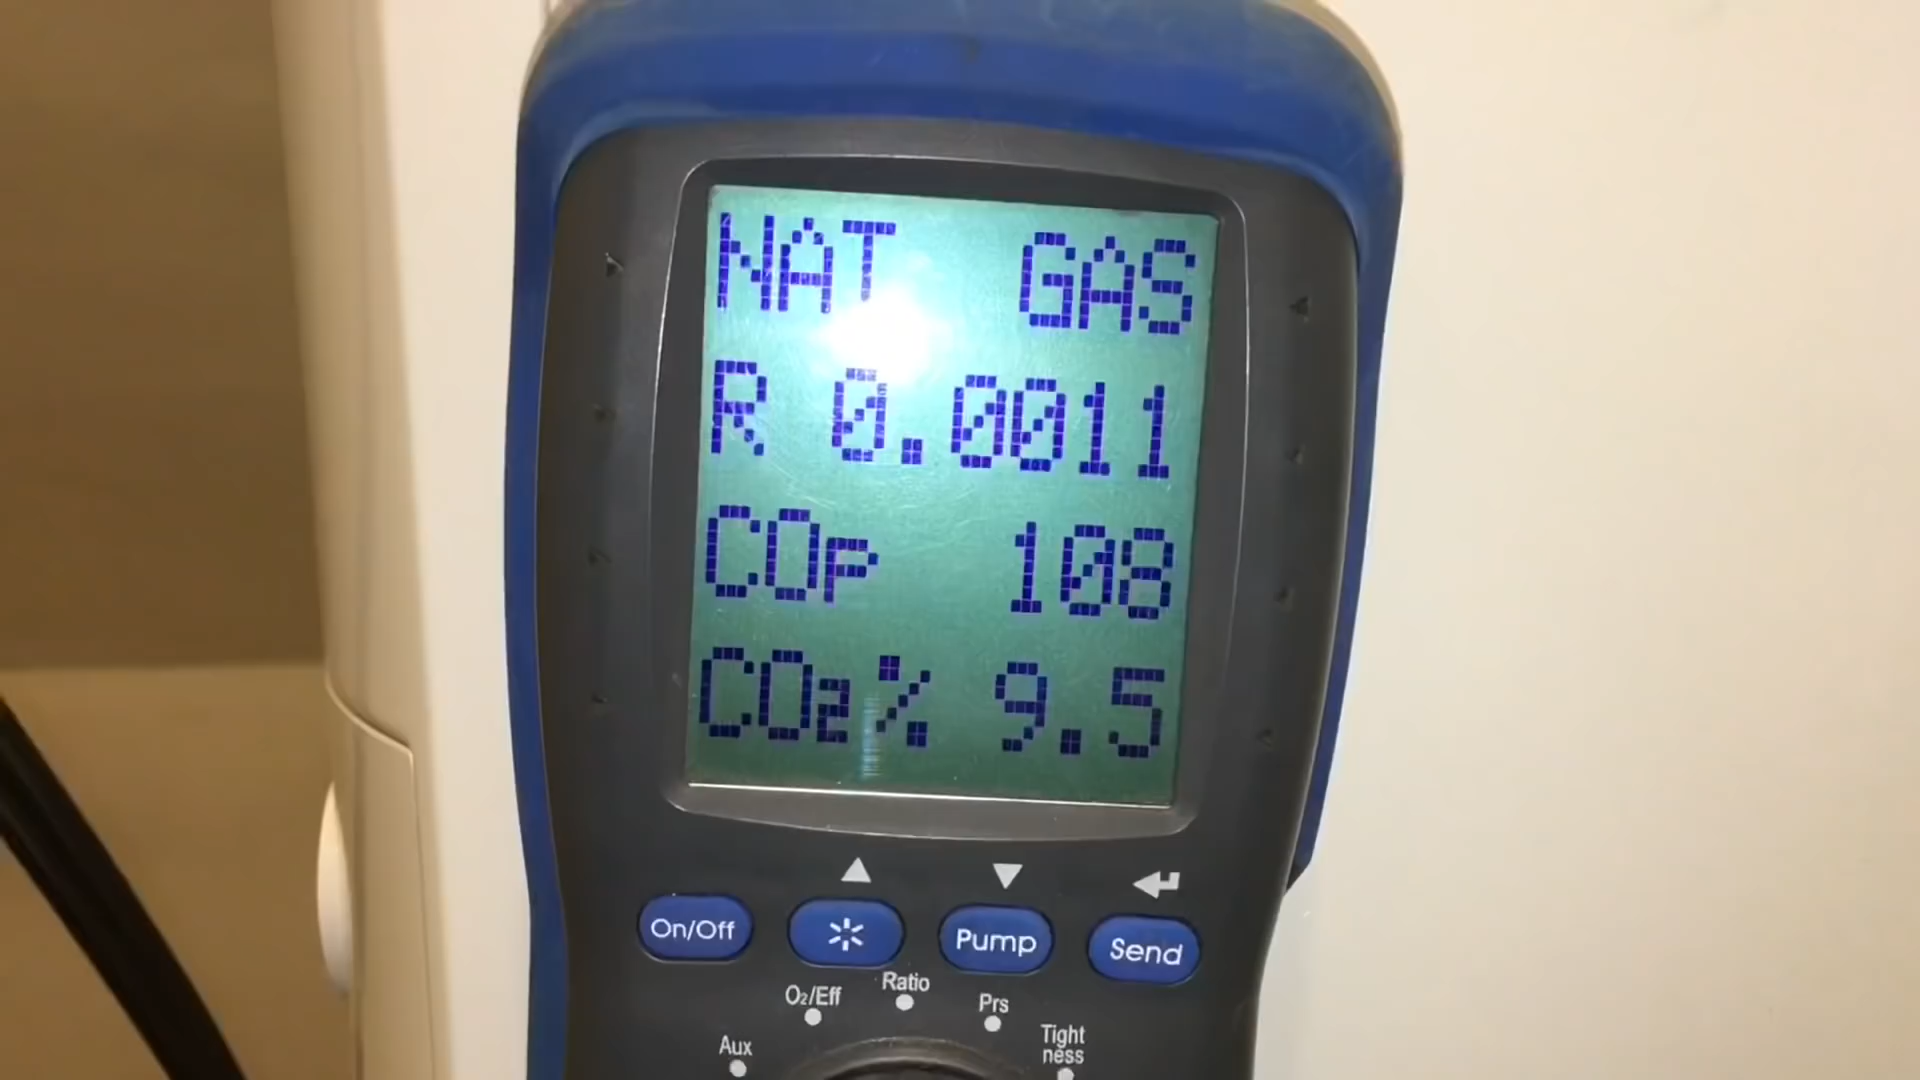 NAT GAS
R 0.0011
COp 108
CO₂% 9.5
On/Off
Pump
Send
O₂/Eff
Ratio
Prs
Aux
Tight
ness